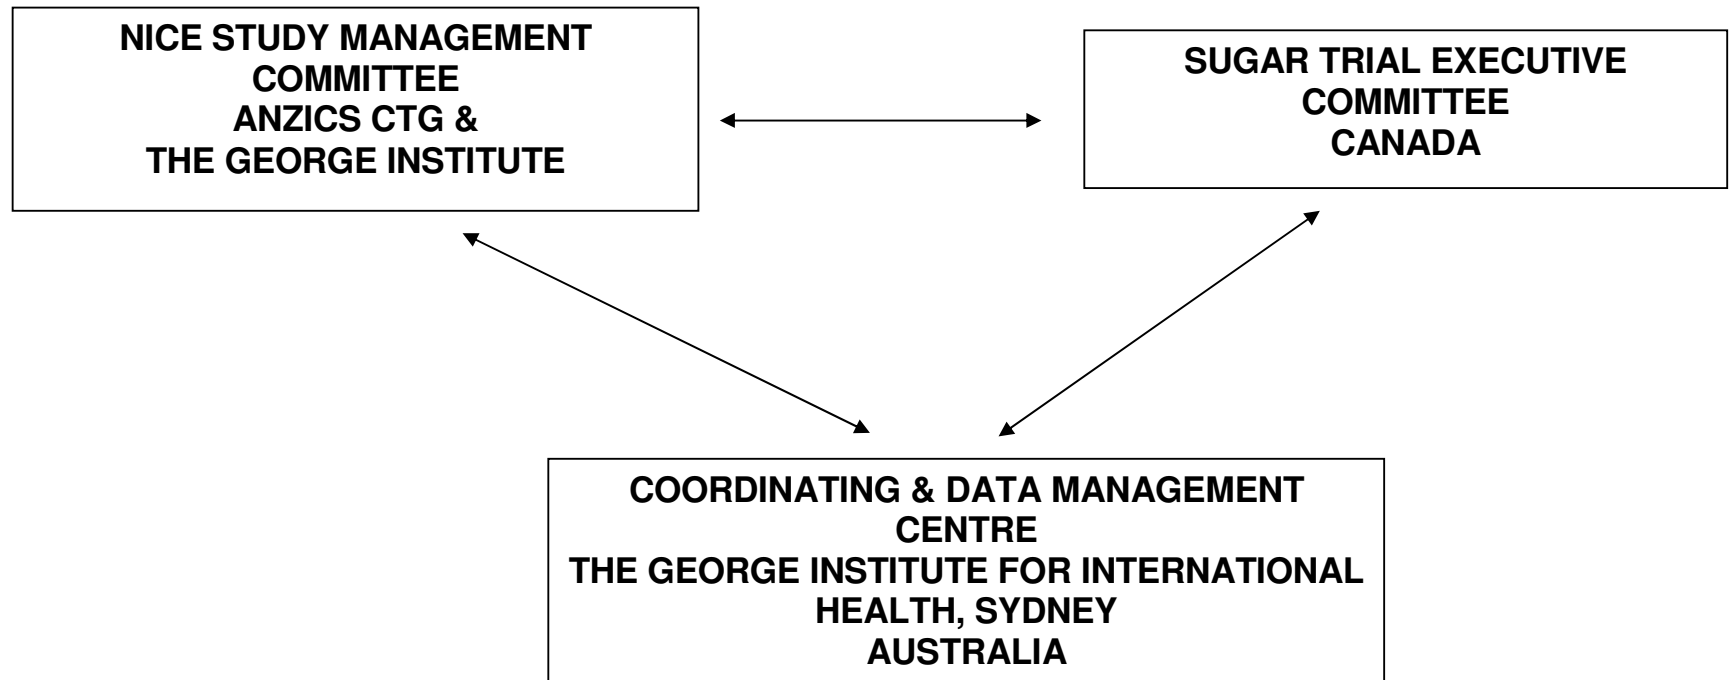 NICE STUDY MANAGEMENT
COMMITTEE
ANZICS CTG &
THE GEORGE INSTITUTE
SUGAR TRIAL EXECUTIVE
COMMITTEE
CANADA
COORDINATING & DATA MANAGEMENT
CENTRE
THE GEORGE INSTITUTE FOR INTERNATIONAL
HEALTH, SYDNEY
AUSTRALIA